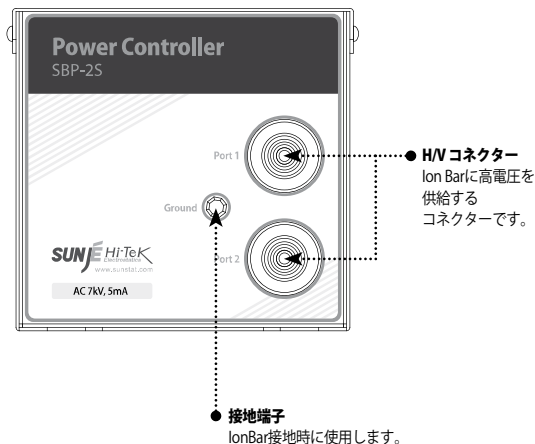 Power Controller
SBP-2S
Port 1
H/V コネクター
Ion Barに高電圧を
供給する
コネクターです。
Ground
SUNJE Hi·TeK
Electrostatics
www.sunstat.com
Port 2
AC 7kV, 5mA
接地端子
IonBar接地時に使用します。